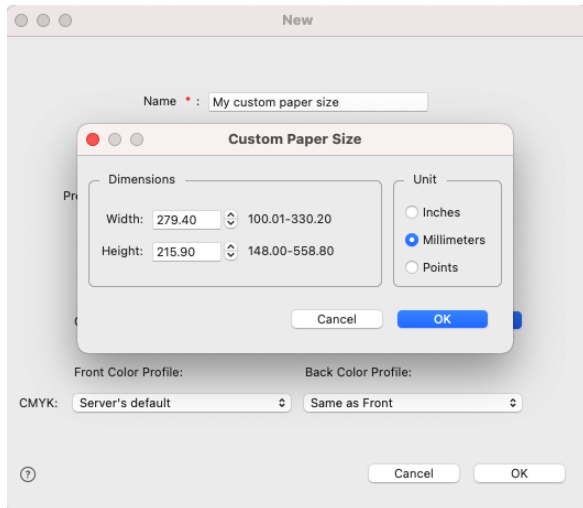 New
Name * : My custom paper size
Custom Paper Size
Dimensions
Unit
Width: 279.40 100.01-330.20
Height: 215.90 148.00-558.80
Inches
Millimeters
Points
Cancel OK
Front Color Profile: Back Color Profile:
CMYK: Server's default Same as Front
? Cancel OK